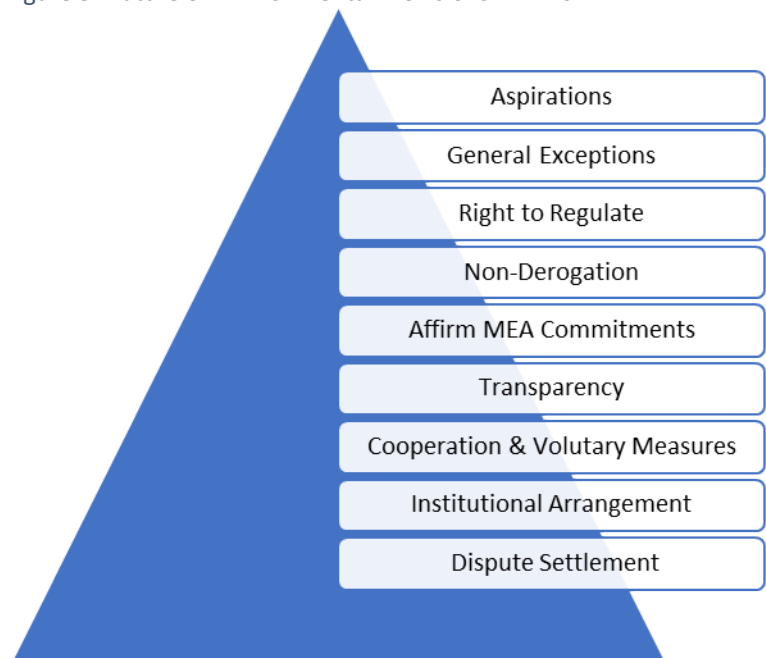 Aspirations
General Exceptions
Right to Regulate
Non-Derogation
Affirm MEA Commitments
Transparency
Cooperation & Volutary Measures
Institutional Arrangement
Dispute Settlement